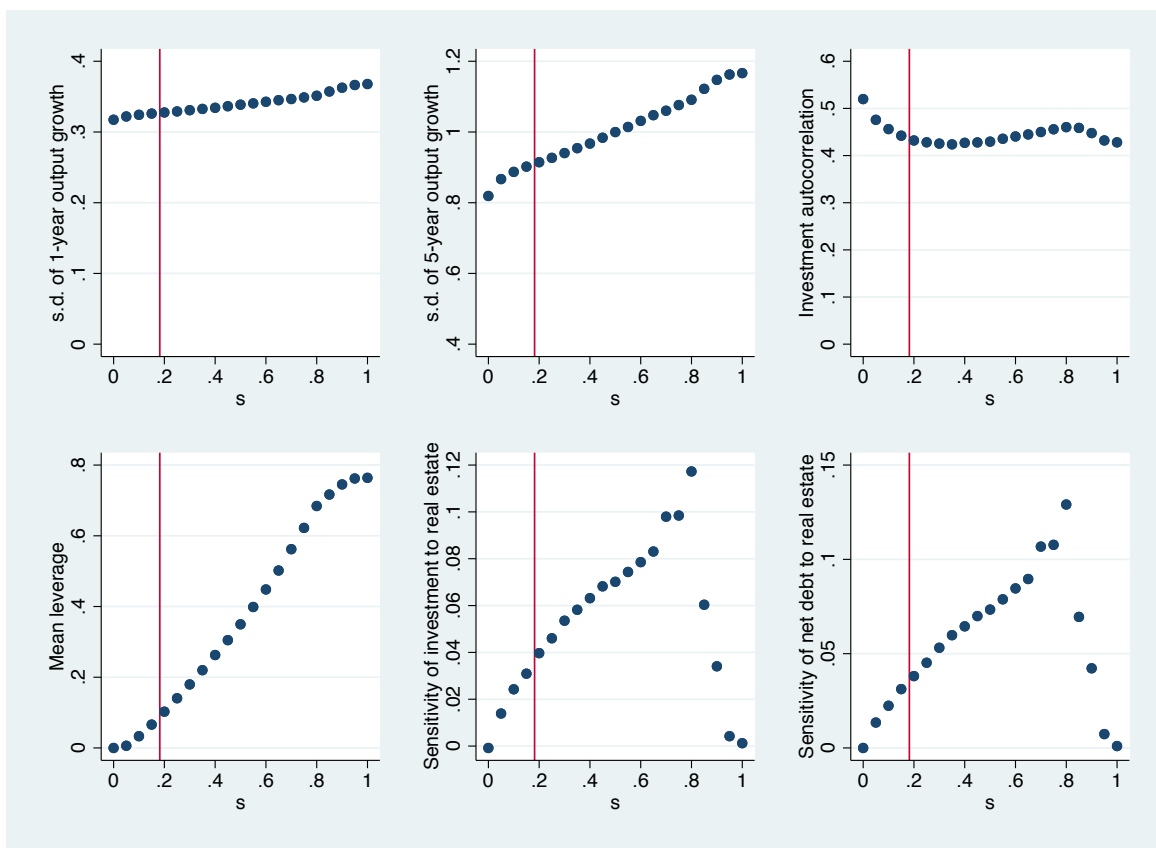 s.d. of 1-year output growth
.4
.3
.2
.1
0
0 .2 .4 .6 .8 1
s
s.d. of 5-year output growth
1.2
1
.8
.6
.4
0 .2 .4 .6 .8 1
s
Investment autocorrelation
.6
.5
.4
.3
.2
.1
0
0 .2 .4 .6 .8 1
s
Mean leverage
.8
.6
.4
.2
0
0 .2 .4 .6 .8 1
s
Sensitivity of investment to real estate
.12
.1
.08
.06
.04
.02
0
0 .2 .4 .6 .8 1
s
Sensitivity of net debt to real estate
.15
.1
.05
0
0 .2 .4 .6 .8 1
s